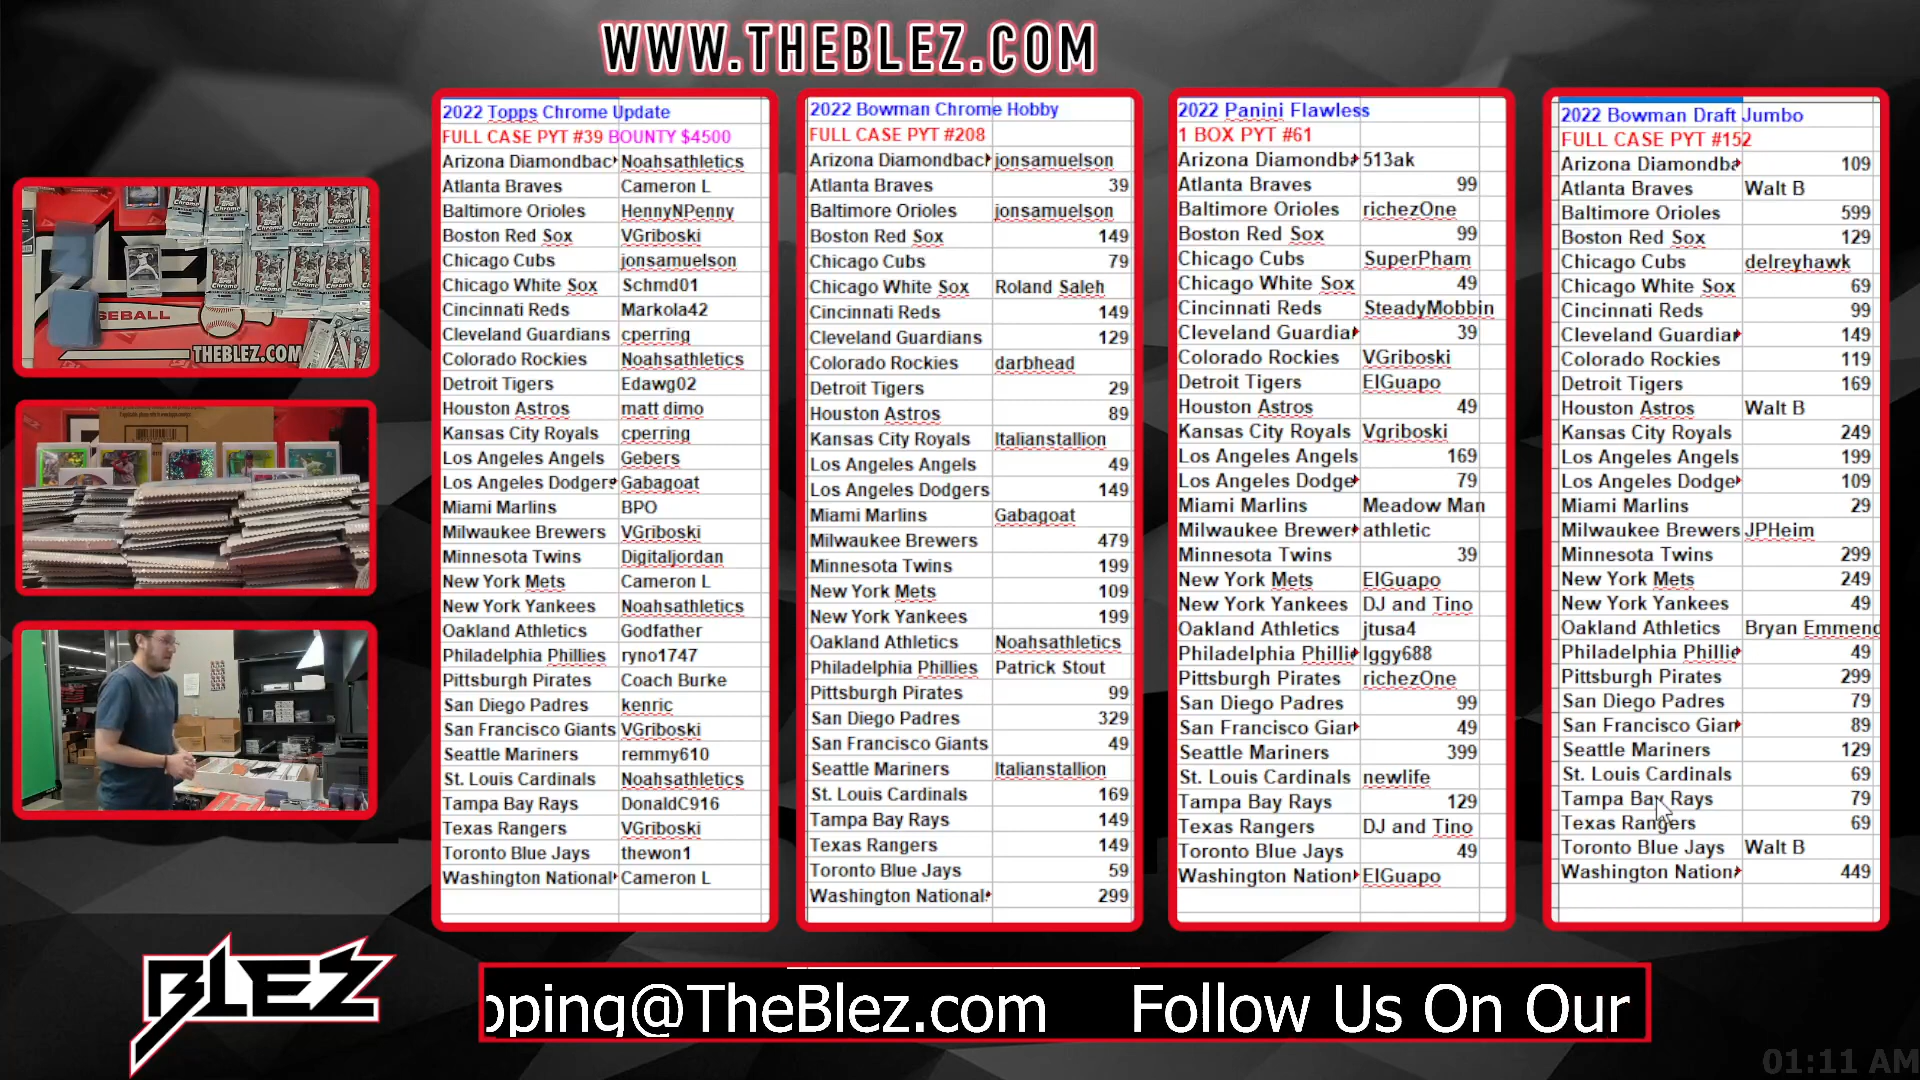 WWW.THEBLEZ.COM
2022 Topps Chrome Update
FULL CASE PYT #39 BOUNTY $4500
Arizona Diamondbac Noahsathletics
Atlanta Braves Cameron L
Baltimore Orioles HennyNPenny
Boston Red Sox VGriboski
Chicago Cubs jonsamuelson
Chicago White Sox Schmd01
Cincinnati Reds Markola42
Cleveland Guardians cperring
Colorado Rockies Noahsathletics
Detroit Tigers Edawg02
Houston Astros matt dimo
Kansas City Royals cperring
Los Angeles Angels Gebers
Los Angeles Dodgers Gabagoat
Miami Marlins BPO
Milwaukee Brewers VGriboski
Minnesota Twins Digitaljordan
New York Mets Cameron L
New York Yankees Noahsathletics
Oakland Athletics Godfather
Philadelphia Phillies ryno1747
Pittsburgh Pirates Coach Burke
San Diego Padres kenric
San Francisco Giants VGriboski
Seattle Mariners remmy610
St. Louis Cardinals Noahsathletics
Tampa Bay Rays DonaldC916
Texas Rangers VGriboski
Toronto Blue Jays thewon1
Washington National Cameron L
2022 Bowman Chrome Hobby
FULL CASE PYT #208
Arizona Diamondbac jonsamuelson
Atlanta Braves 39
Baltimore Orioles jonsamuelson
Boston Red Sox 149
Chicago Cubs 79
Chicago White Sox Roland Saleh
Cincinnati Reds 149
Cleveland Guardians 129
Colorado Rockies darbhead
Detroit Tigers 29
Houston Astros 89
Kansas City Royals Italianstallion
Los Angeles Angels 49
Los Angeles Dodgers 149
Miami Marlins Gabagoat
Milwaukee Brewers 479
Minnesota Twins 199
New York Mets 109
New York Yankees 199
Oakland Athletics Noahsathletics
Philadelphia Phillies Patrick Stout
Pittsburgh Pirates 99
San Diego Padres 329
San Francisco Giants 49
Seattle Mariners Italianstallion
St. Louis Cardinals 169
Tampa Bay Rays 149
Texas Rangers 149
Toronto Blue Jays 59
Washington National 299
2022 Panini Flawless
1 BOX PYT #61
Arizona Diamondba 513ak
Atlanta Braves 99
Baltimore Orioles richezOne
Boston Red Sox 99
Chicago Cubs SuperPham
Chicago White Sox 49
Cincinnati Reds SteadyMobbin
Cleveland Guardia 39
Colorado Rockies VGriboski
Detroit Tigers ElGuapo
Houston Astros 49
Kansas City Royals Vgriboski
Los Angeles Angels 169
Los Angeles Dodge 79
Miami Marlins Meadow Man
Milwaukee Brewer athletic
Minnesota Twins 39
New York Mets ElGuapo
New York Yankees DJ and Tino
Oakland Athletics jtusa4
Philadelphia Phillie Iggy688
Pittsburgh Pirates richezOne
San Diego Padres 99
San Francisco Gian 49
Seattle Mariners 399
St. Louis Cardinals newlife
Tampa Bay Rays 129
Texas Rangers DJ and Tino
Toronto Blue Jays 49
Washington Nation ElGuapo
2022 Bowman Draft Jumbo
FULL CASE PYT #152
Arizona Diamondba 109
Atlanta Braves Walt B
Baltimore Orioles 599
Boston Red Sox 129
Chicago Cubs delreyhawk
Chicago White Sox 69
Cincinnati Reds 99
Cleveland Guardia 149
Colorado Rockies 119
Detroit Tigers 169
Houston Astros Walt B
Kansas City Royals 249
Los Angeles Angels 199
Los Angeles Dodge 109
Miami Marlins 29
Milwaukee Brewers JPHeim
Minnesota Twins 299
New York Mets 249
New York Yankees 49
Oakland Athletics Bryan Emmend
Philadelphia Phillie 49
Pittsburgh Pirates 299
San Diego Padres 79
San Francisco Gian 89
Seattle Mariners 129
St. Louis Cardinals 69
Tampa Bay Rays 79
Texas Rangers 69
Toronto Blue Jays Walt B
Washington Nation 449
SEBALL
THEBLEZ.COM
BLEZ
pping@TheBlez.com Follow Us On Our
01:11 AM